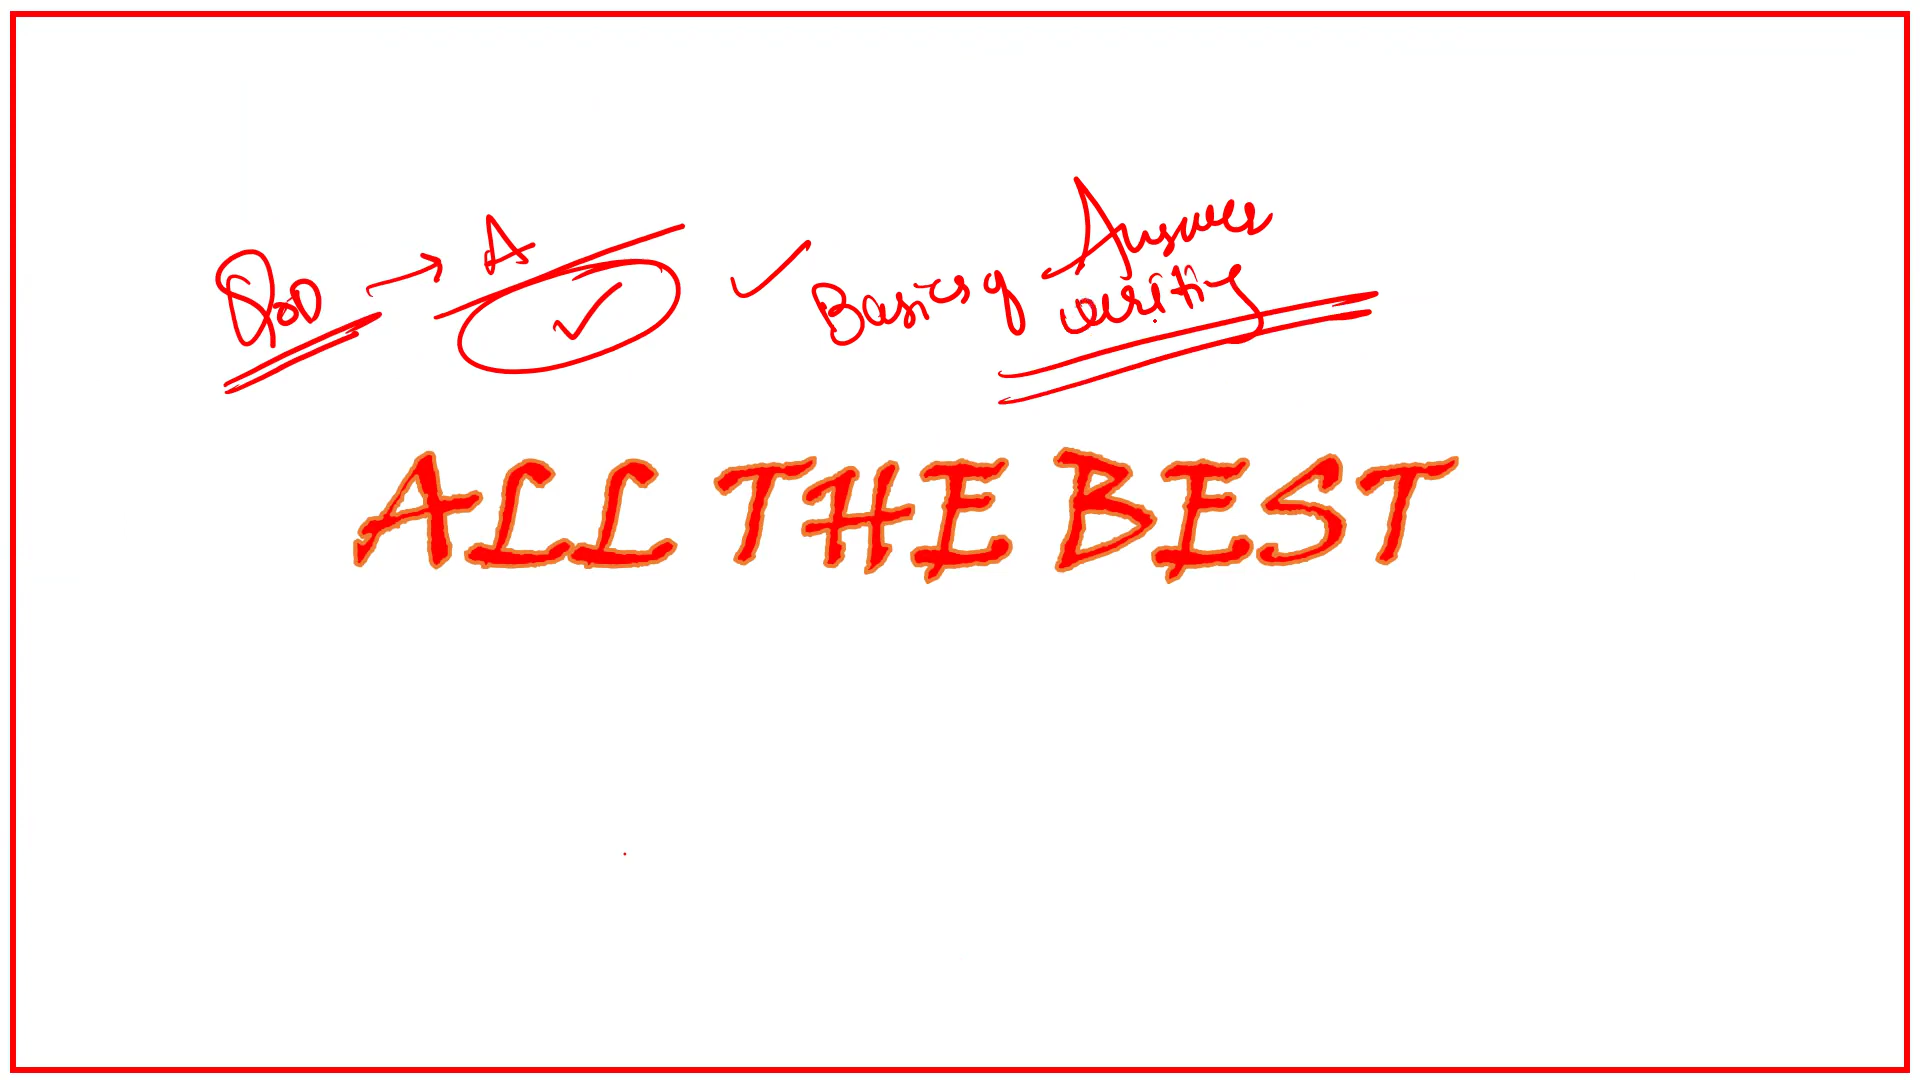 → A
✓ Basics of Answer
writing
ALL THE BEST